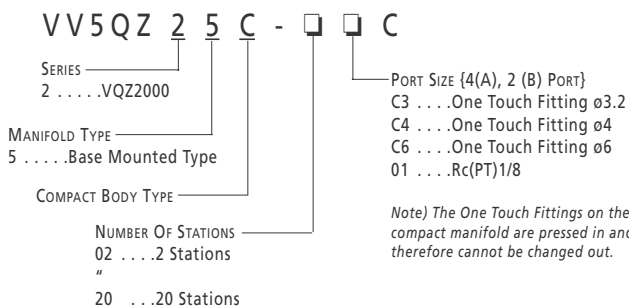 VV5QZ 2 5 C - ❏ ❏ C
SERIES
2 . . . . .VQZ2000
MANIFOLD TYPE
5 . . . . .Base Mounted Type
COMPACT BODY TYPE
NUMBER OF STATIONS
02 . . . .2 Stations
"
20 . . .20 Stations
PORT SIZE {4(A), 2 (B) PORT}
C3 . . . .One Touch Fitting ø3.2
C4 . . . .One Touch Fitting ø4
C6 . . . .One Touch Fitting ø6
01 . . . .Rc(PT)1/8
Note) The One Touch Fittings on the
compact manifold are pressed in and
therefore cannot be changed out.